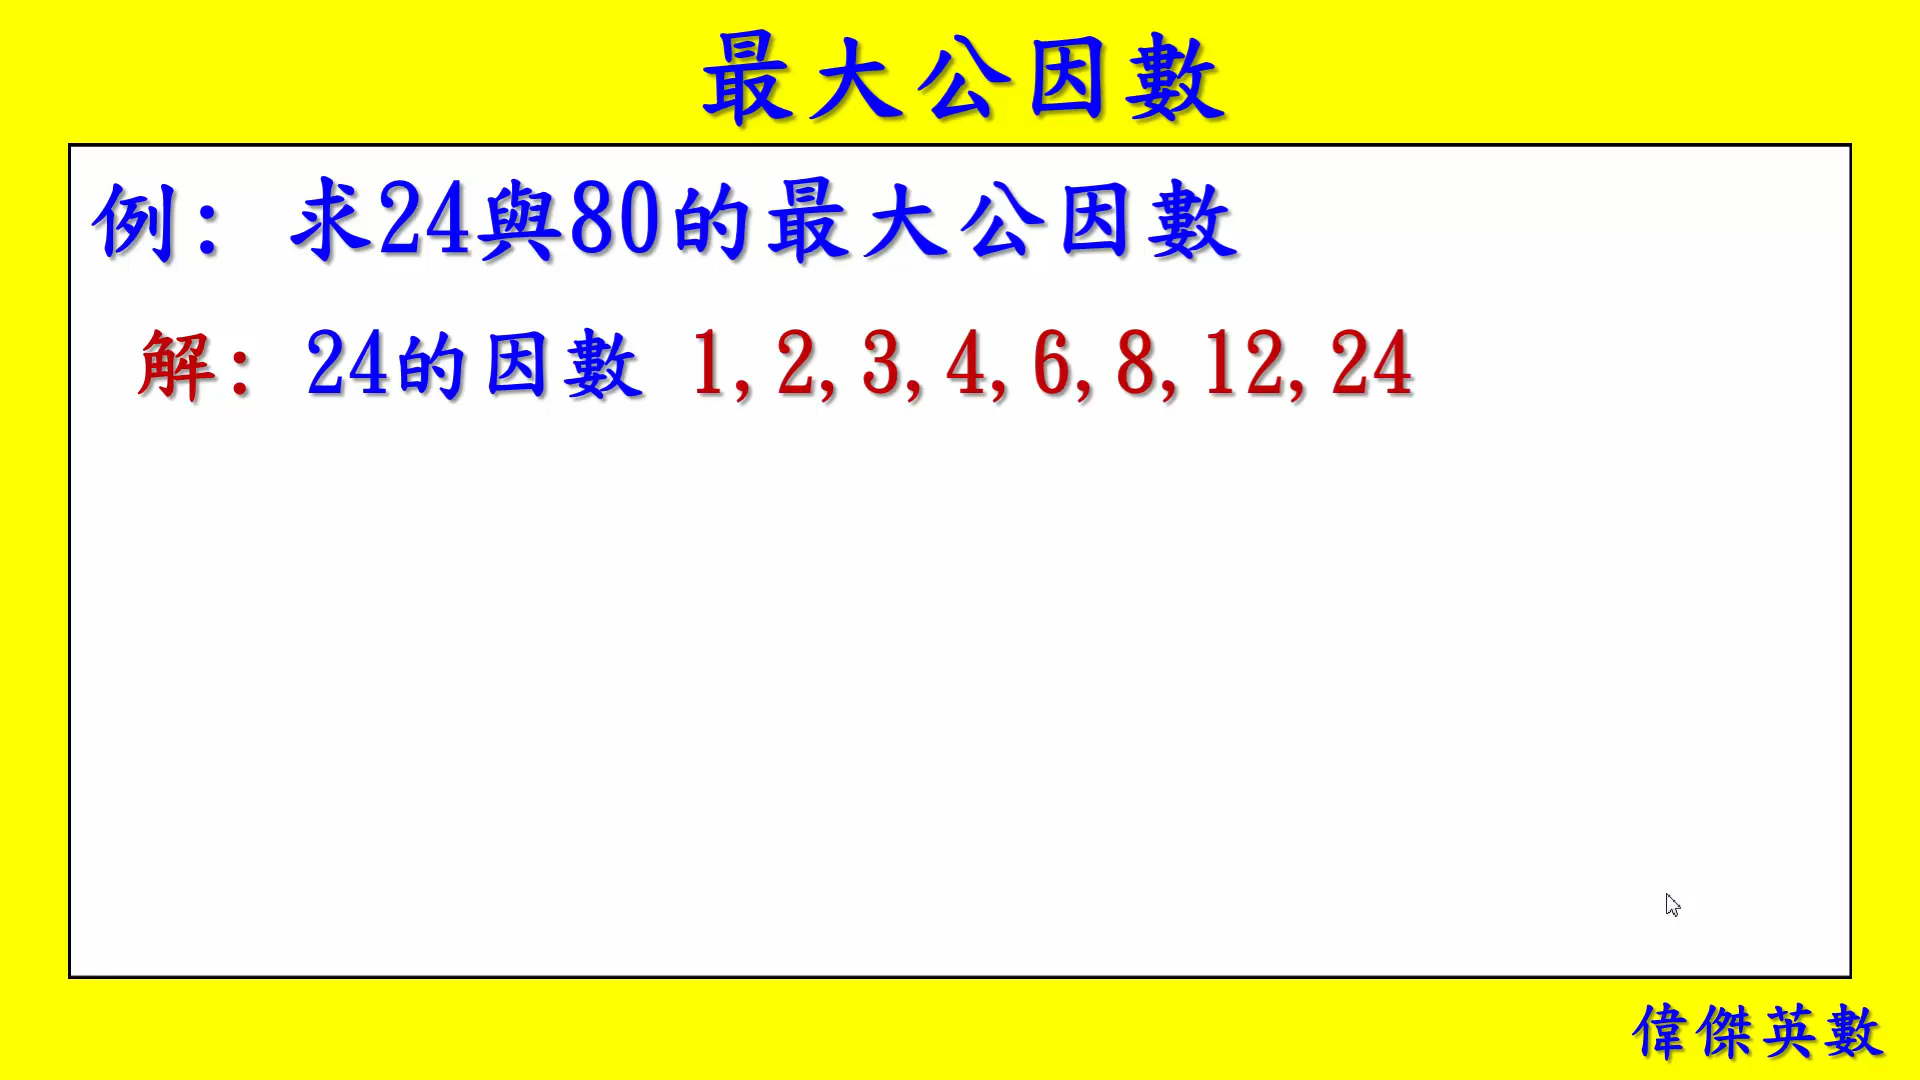 最大公因數
例: 求24與80的最大公因數
解: 24的因數 1,2,3,4,6,8,12,24
偉傑英數